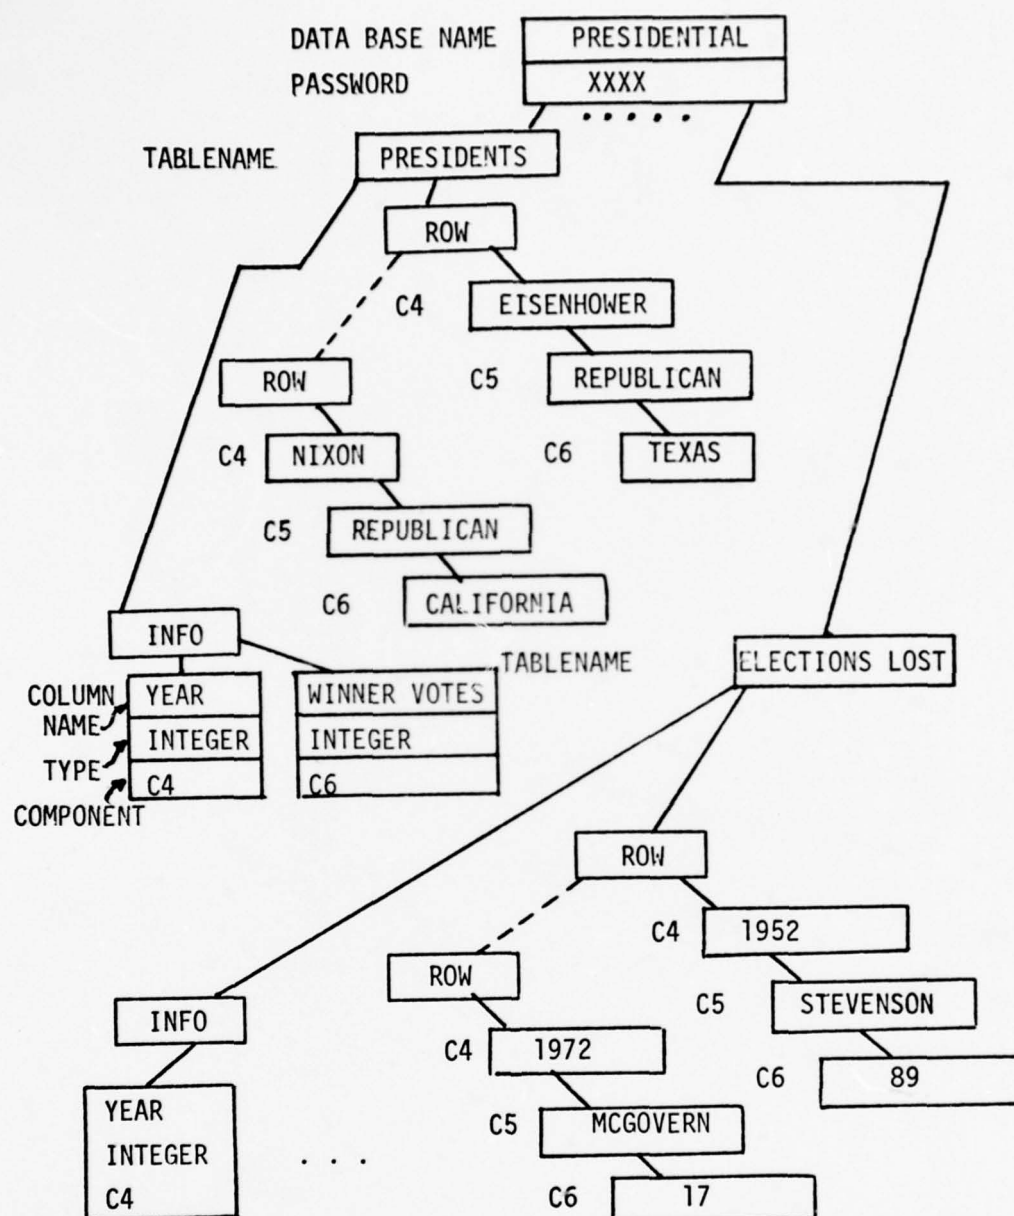 DATA BASE NAME PRESIDENTIAL
PASSWORD XXXX
TABLENAME PRESIDENTS
ROW
C4 EISENHOWER
ROW
C5 REPUBLICAN
C4 NIXON
C6 TEXAS
C5 REPUBLICAN
C6 CALIFORNIA
INFO
TABLENAME ELECTIONS LOST
COLUMN NAME YEAR
WINNER VOTES
TYPE INTEGER
INTEGER
COMPONENT C4
C6
ROW
C4 1952
ROW
C5 STEVENSON
INFO
C4 1972
C6 89
YEAR
C5 MCGOVERN
INTEGER
. . .
C4
C6 17